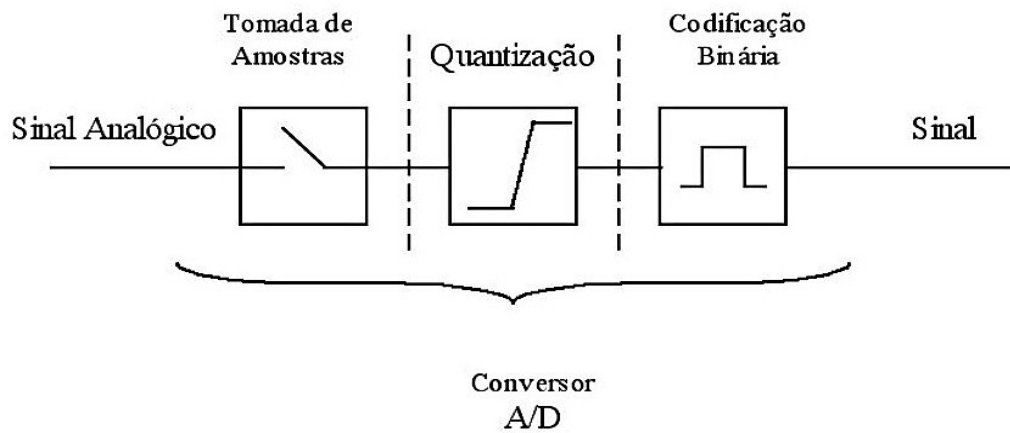 Tomada de
Amostras
Quantização
Codificação
Binária
Sinal Analógico
Sinal
Conversor
A/D